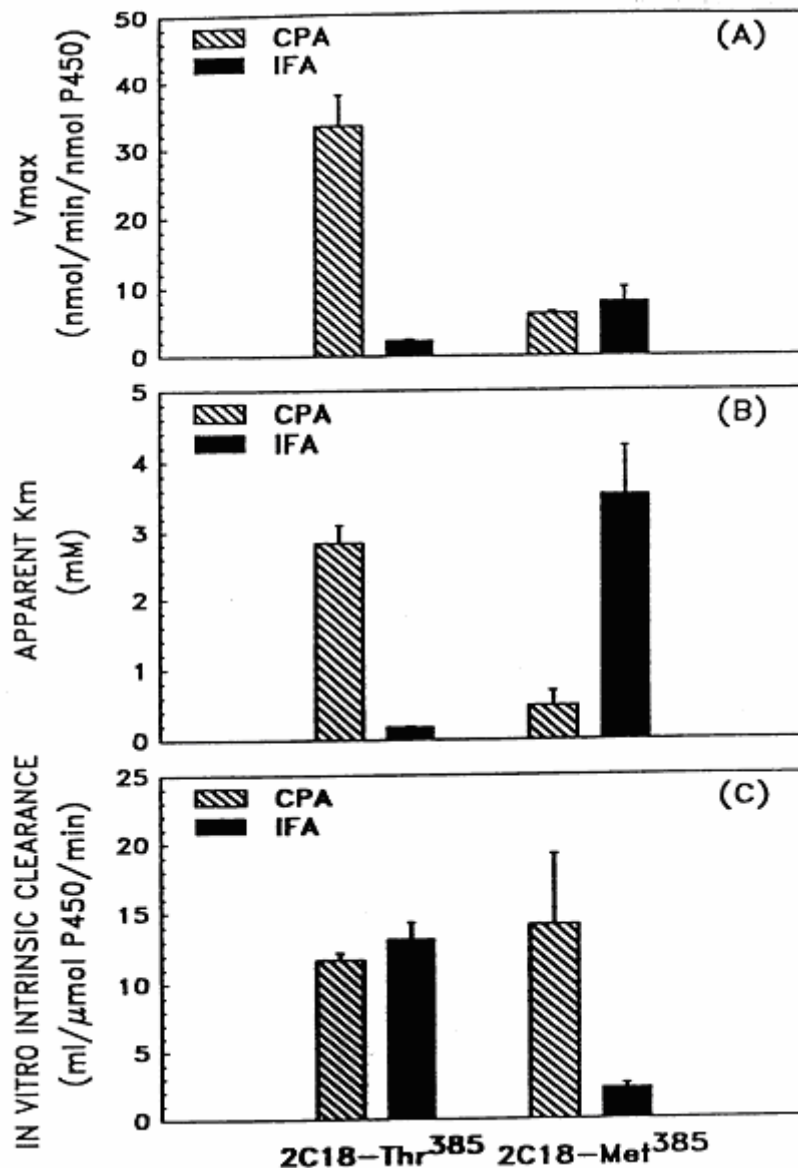 50
40
30
20
10
0
Vmax
(nmol/min/nmol P450)
CPA
IFA
(A)
5
4
3
2
1
0
APPARENT Km
(mM)
CPA
IFA
(B)
25
20
15
10
5
0
IN VITRO INTRINSIC CLEARANCE
(ml/μmol P450/min)
CPA
IFA
(C)
2C18-Thr³⁸⁵ 2C18-Met³⁸⁵